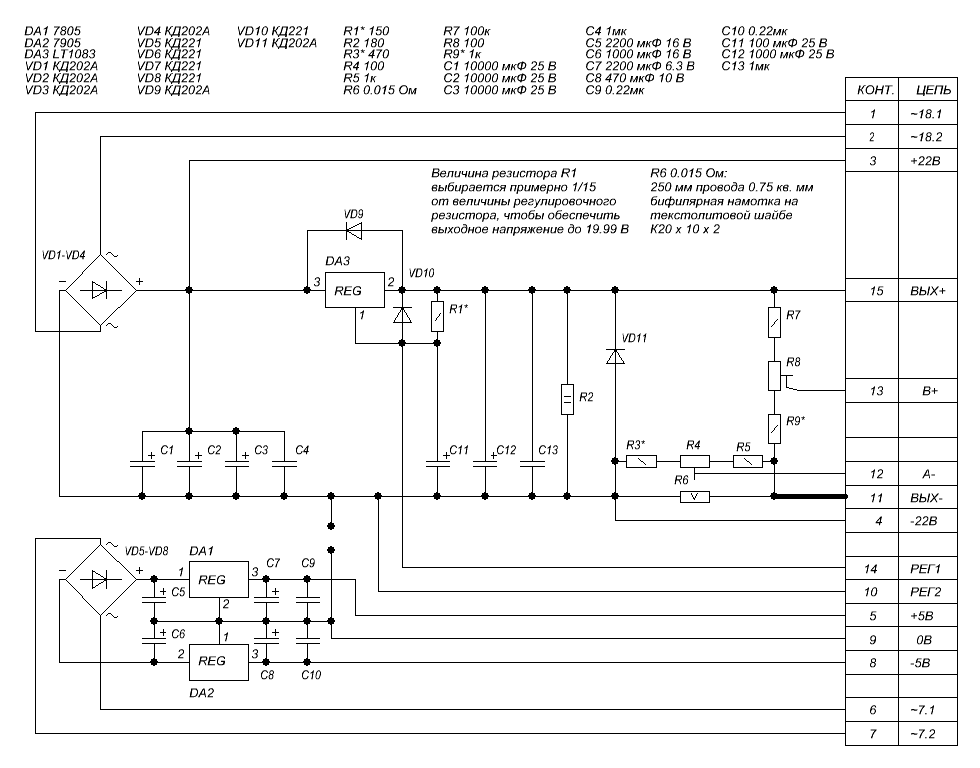 DA1 7805 VD4 КД202А VD10 КД221 R1* 150 R7 100к C4 1мк C10 0.22мк
DA2 7905 VD5 КД221 VD11 КД202А R2 180 R8 100 C5 2200 мкФ 16 В C11 100 мкФ 25 В
DA3 LT1083 VD6 КД221 R3* 470 R9* 1к C6 1000 мкФ 16 В C12 1000 мкФ 25 В
VD1 КД202А VD7 КД221 R4 100 C1 10000 мкФ 25 В C7 2200 мкФ 6.3 В C13 1мк
VD2 КД202А VD8 КД221 R5 1к C2 10000 мкФ 25 В C8 470 мкФ 10 В
VD3 КД202А VD9 КД202А R6 0.015 Ом C3 10000 мкФ 25 В C9 0.22мк
КОНТ. ЦЕПЬ
1 ~18.1
2 ~18.2
3 +22В
Величина резистора R1
выбирается примерно 1/15
от величины регулировочного
резистора, чтобы обеспечить
выходное напряжение до 19.99 В
R6 0.015 Ом:
250 мм провода 0.75 кв. мм
бифилярная намотка на
текстолитовой шайбе
К20 x 10 x 2
VD9
VD1-VD4
DA3
VD10
- + 3 REG 2
1
R1*
15 ВЫХ+
R7
VD11
R8
13 В+
R2
R9*
C1 C2 C3 C4 C11 C12 C13
R3* R4 R5
12 А-
R6
11 ВЫХ-
4 -22В
VD5-VD8
DA1 C7 C9
- + 1 REG 3
14 РЕГ1
C5
2
10 РЕГ2
5 +5В
C6
1
9 0В
2 REG 3
8 -5В
C8 C10
DA2
6 ~7.1
7 ~7.2